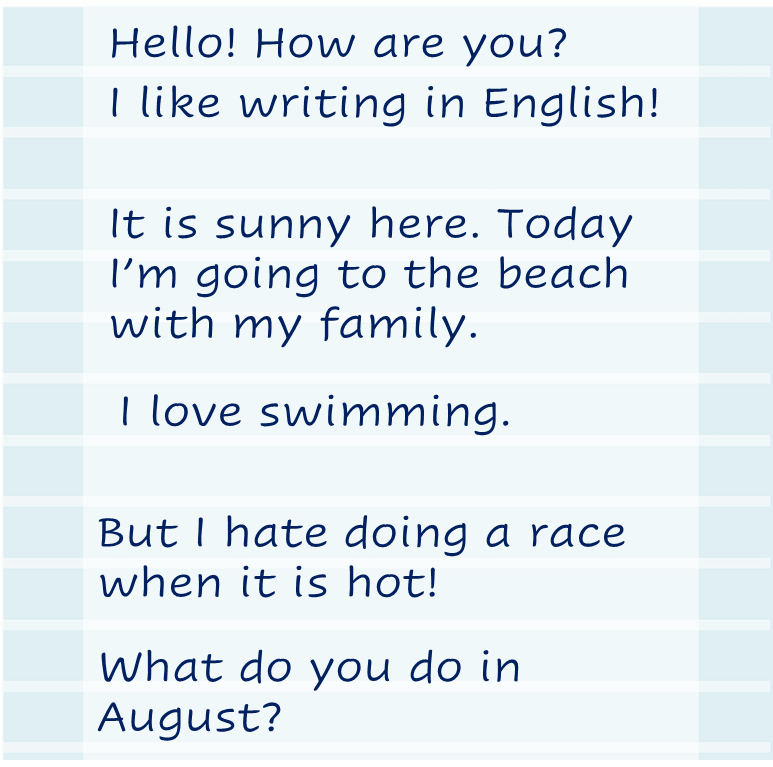 Hello! How are you?
I like writing in English!
It is sunny here. Today
I’m going to the beach
with my family.
I love swimming.
But I hate doing a race
when it is hot!
What do you do in
August?